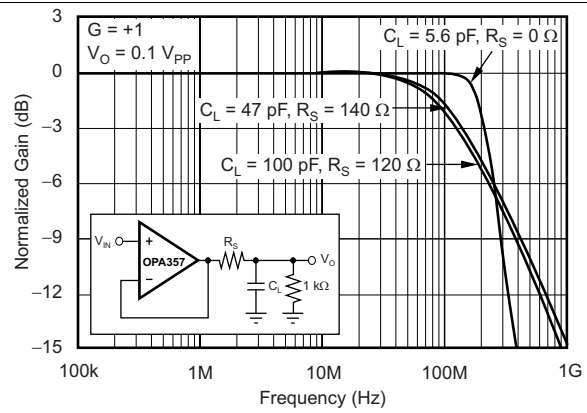 G = +1
V_O = 0.1 V_PP
C_L = 5.6 pF, R_S = 0 Ω
C_L = 47 pF, R_S = 140 Ω
C_L = 100 pF, R_S = 120 Ω
Normalized Gain (dB)
3
0
−3
−6
−9
−12
−15
V_IN
+
−
OPA357
R_S
V_O
C_L
1 kΩ
100k
1M
10M
100M
1G
Frequency (Hz)